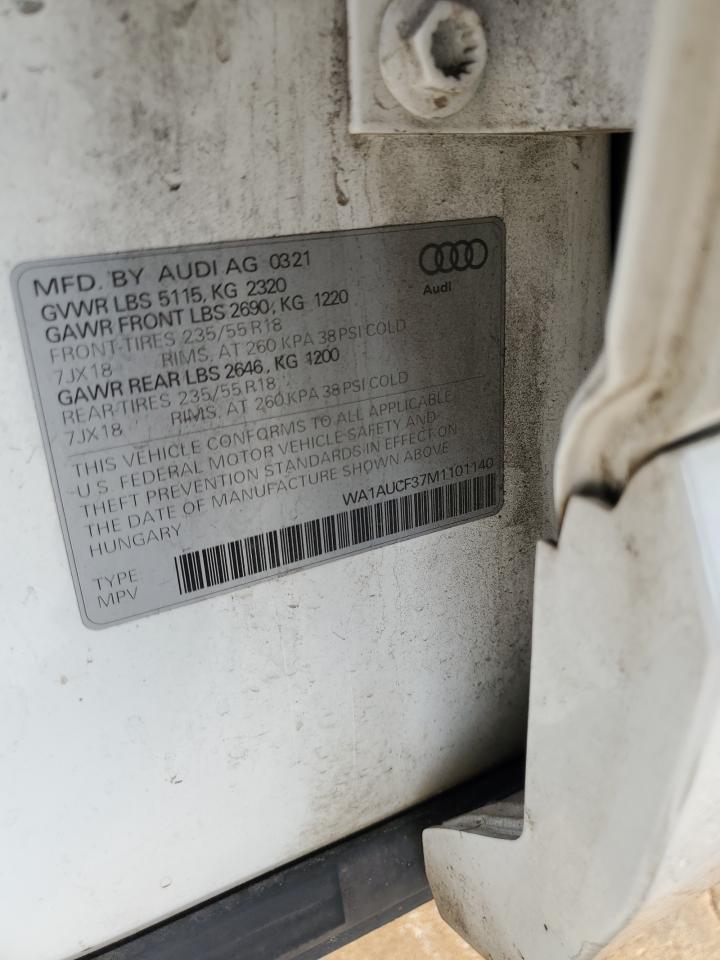 MFD. BY AUDI AG 0321
Audi
GVWR LBS 5115, KG 2320
GAWR FRONT LBS 2690, KG 1220
FRONT-TIRES 235/55 R18
7JX18 RIMS, AT 260 KPA 38 PSI COLD
GAWR REAR LBS 2646, KG 1200
REAR-TIRES 235/55 R18
7JX18 RIMS, AT 260 KPA 38 PSI COLD
THIS VEHICLE CONFORMS TO ALL APPLICABLE
U.S. FEDERAL MOTOR VEHICLE SAFETY AND
THEFT PREVENTION STANDARDS IN EFFECT ON
THE DATE OF MANUFACTURE SHOWN ABOVE
HUNGARY WA1AUCF37M1101140
TYPE
MPV